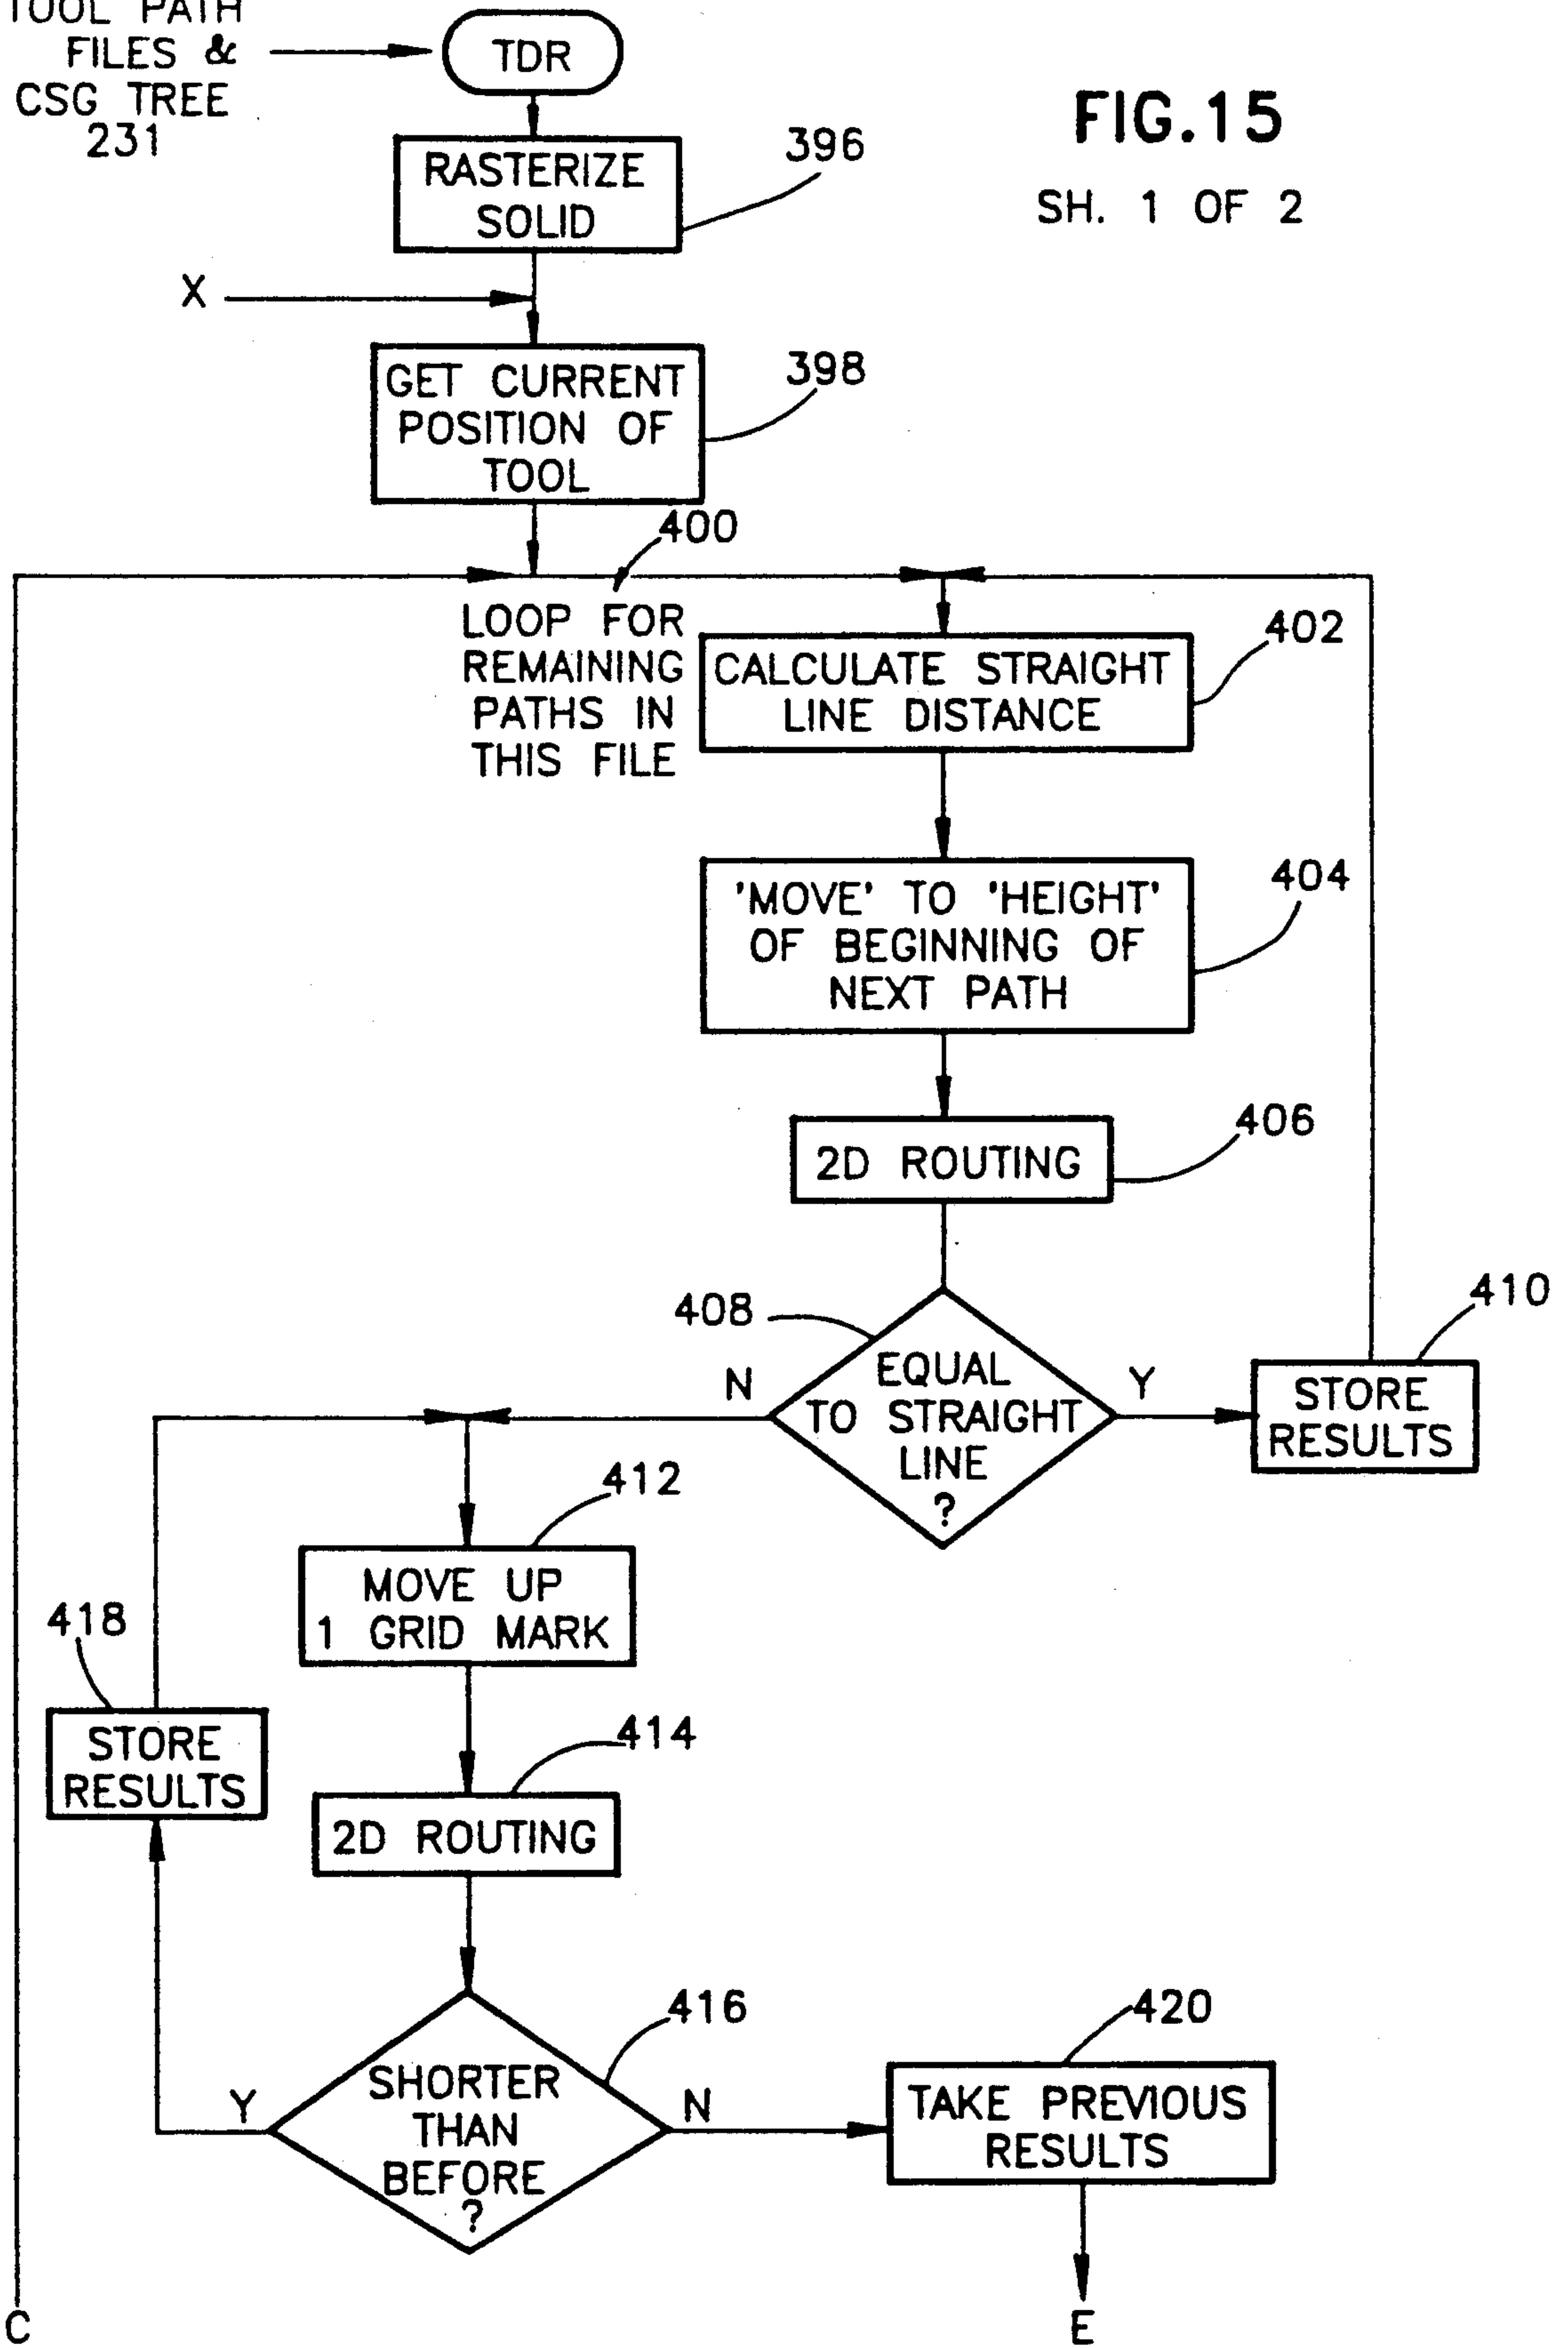 TOOL PATH
FILES &
CSG TREE
231
TDR
FIG.15
SH. 1 OF 2
RASTERIZE
SOLID
396
X
GET CURRENT
POSITION OF
TOOL
398
400
LOOP FOR
REMAINING
PATHS IN
THIS FILE
CALCULATE STRAIGHT
LINE DISTANCE
402
'MOVE' TO 'HEIGHT'
OF BEGINNING OF
NEXT PATH
404
2D ROUTING
406
408
EQUAL
TO STRAIGHT
LINE
?
N
Y
STORE
RESULTS
410
MOVE UP
1 GRID MARK
412
418
STORE
RESULTS
2D ROUTING
414
SHORTER
THAN
BEFORE
?
416
Y
N
TAKE PREVIOUS
RESULTS
420
C
E